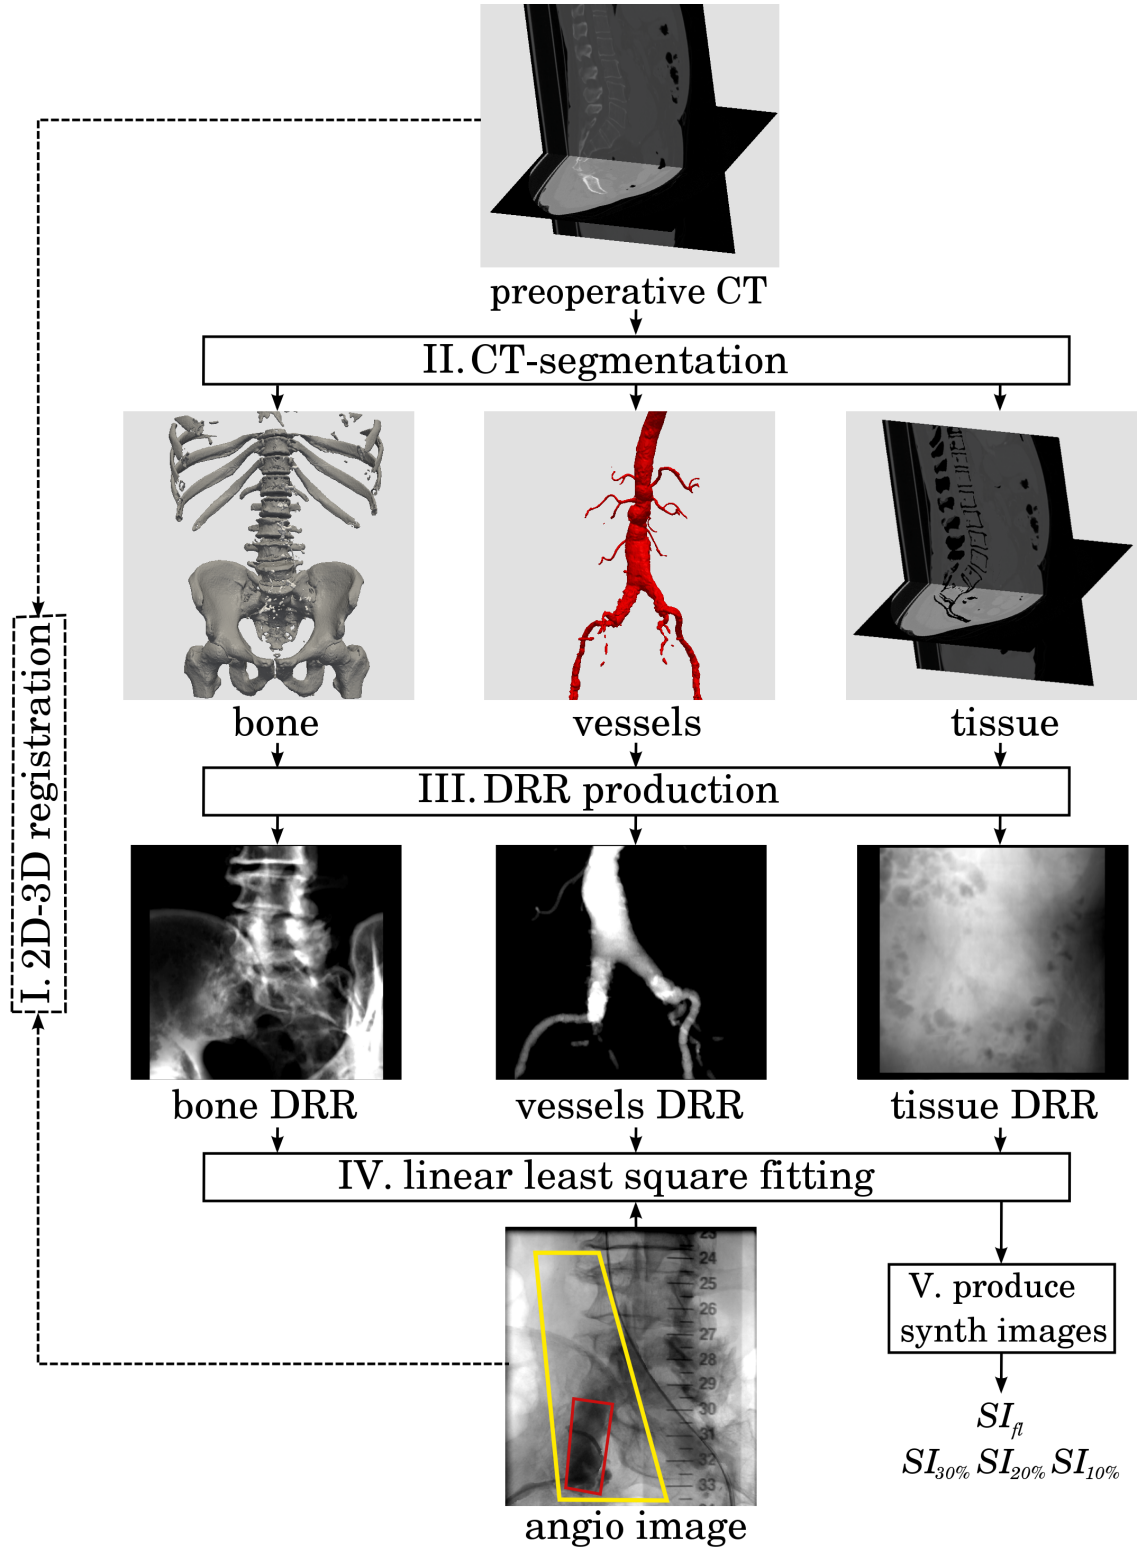 preoperative CT
II. CT-segmentation
bone
vessels
tissue
I. 2D-3D registration
III. DRR production
bone DRR
vessels DRR
tissue DRR
IV. linear least square fitting
23
24
25
26
27
28
29
30
31
32
33
angio image
V. produce
synth images
SI_fl
SI_30% SI_20% SI_10%